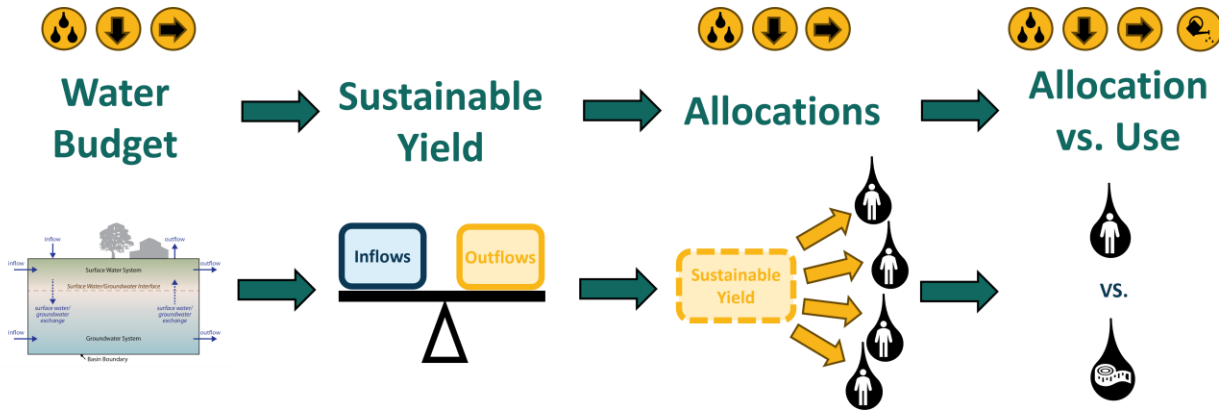 Water
Budget
Sustainable
Yield
Allocations
Allocation
vs. Use
inflow
outflow
inflow
outflow
Surface Water System
Surface Water/Groundwater Interface
surface water/
groundwater
exchange
surface water/
groundwater
exchange
inflow
outflow
Groundwater System
Basin Boundary
Inflows
Outflows
Sustainable
Yield
vs.